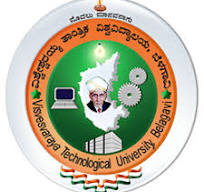 ವಿಶ್ವೇಶ್ವರಯ್ಯ ತಾಂತ್ರಿಕ ವಿಶ್ವವಿದ್ಯಾಲಯ, ಬೆಳಗಾವಿ
Visvesvaraya Technological University, Belagavi